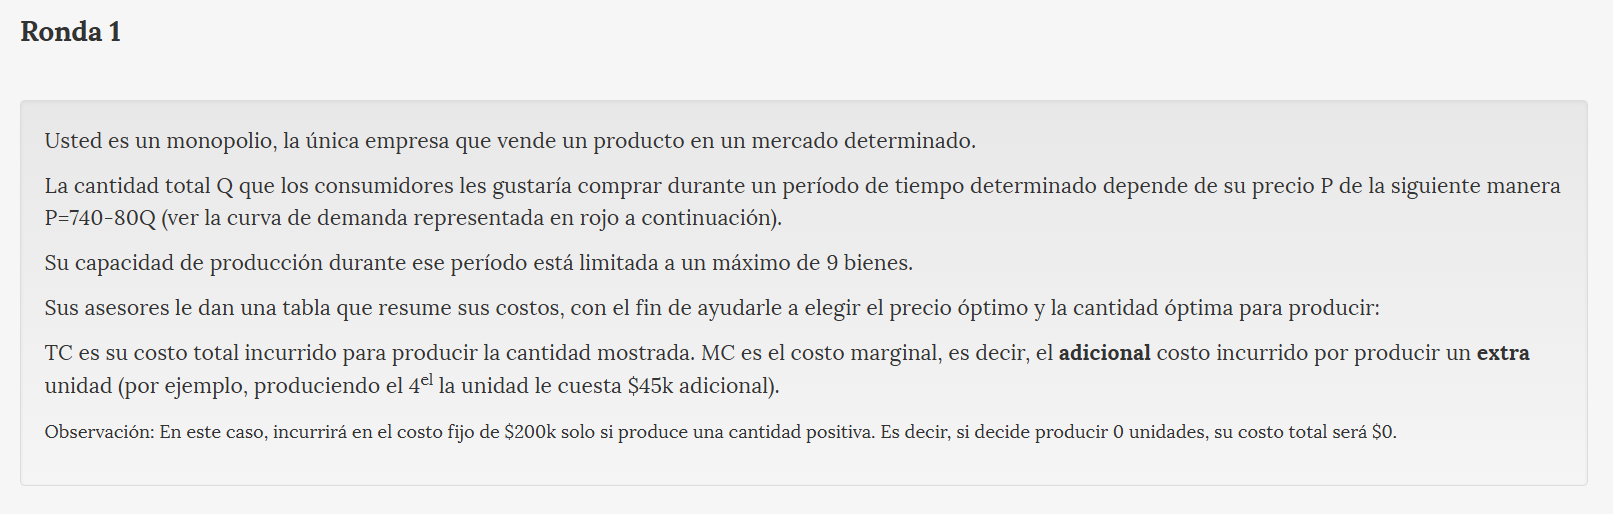 Ronda 1
Usted es un monopolio, la única empresa que vende un producto en un mercado determinado.
La cantidad total Q que los consumidores les gustaría comprar durante un período de tiempo determinado depende de su precio P de la siguiente manera
P=740-80Q (ver la curva de demanda representada en rojo a continuación).
Su capacidad de producción durante ese período está limitada a un máximo de 9 bienes.
Sus asesores le dan una tabla que resume sus costos, con el fin de ayudarle a elegir el precio óptimo y la cantidad óptima para producir:
TC es su costo total incurrido para producir la cantidad mostrada. MC es el costo marginal, es decir, el adicional costo incurrido por producir un extra
unidad (por ejemplo, produciendo el 4el la unidad le cuesta $45k adicional).
Observación: En este caso, incurrirá en el costo fijo de $200k solo si produce una cantidad positiva. Es decir, si decide producir 0 unidades, su costo total será $0.